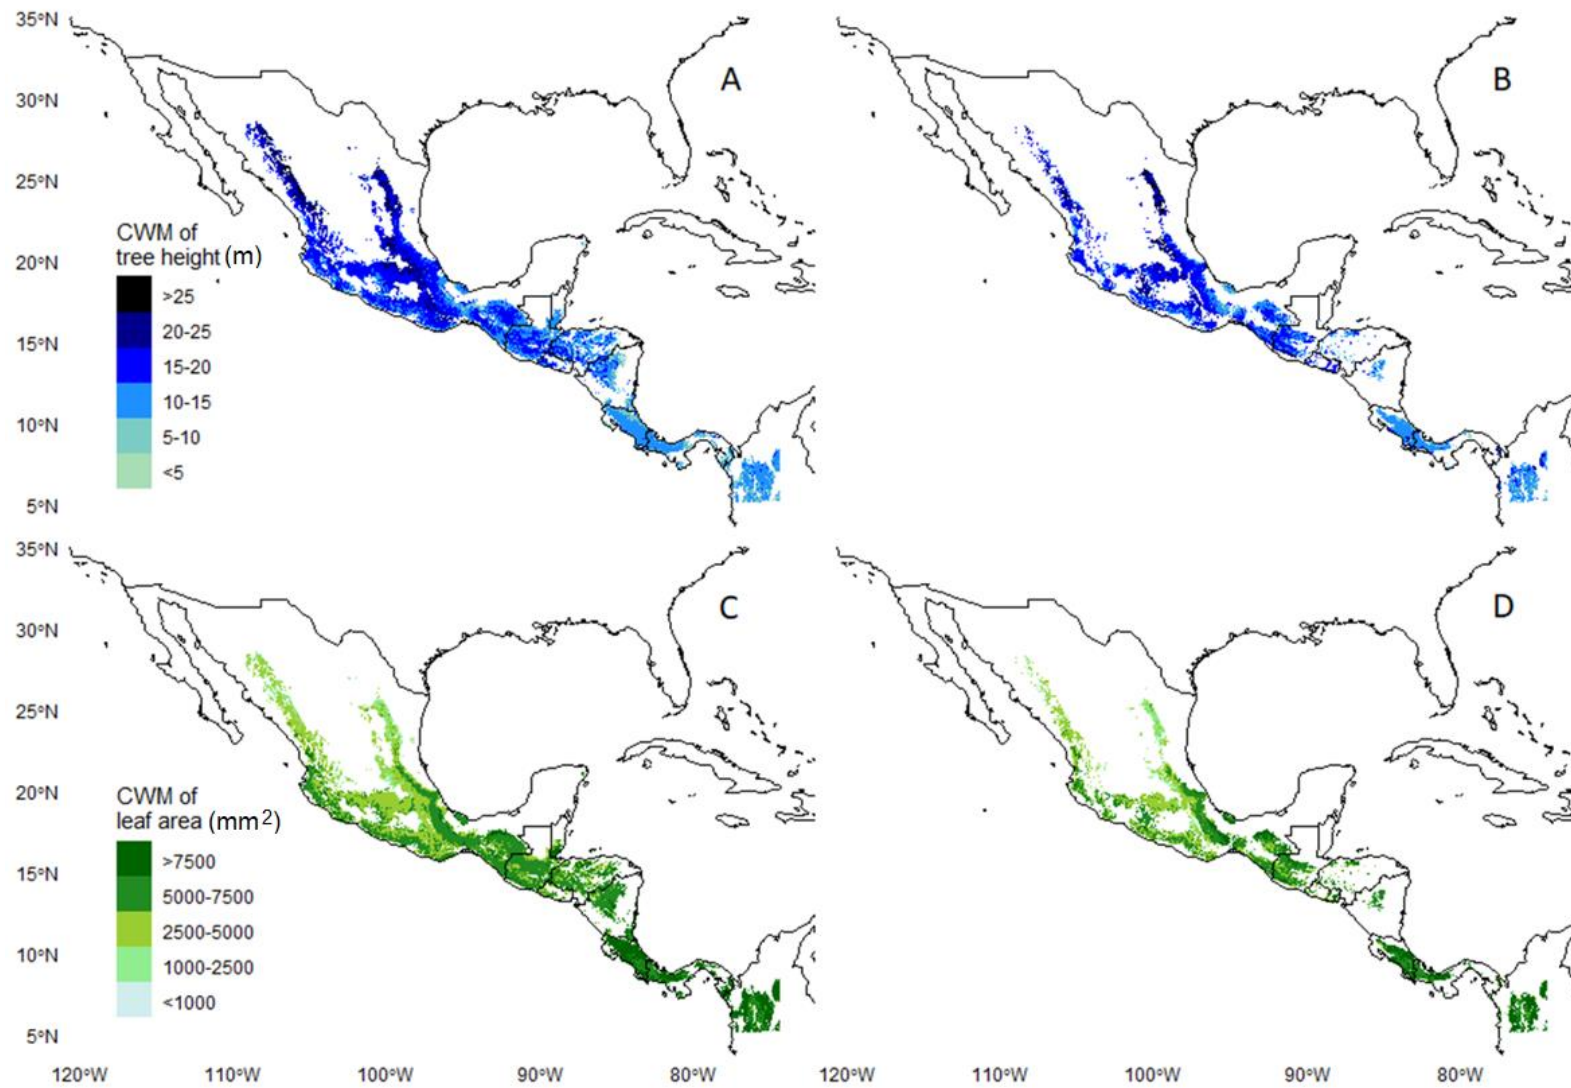 35°N
A
B
30°N
25°N
CWM of
tree height (m)
20°N
>25
20-25
15°N
15-20
10-15
10°N
5-10
<5
5°N
35°N
C
D
30°N
25°N
20°N
CWM of
leaf area (mm²)
>7500
15°N
5000-7500
2500-5000
10°N
1000-2500
<1000
5°N
120°W 110°W 100°W 90°W 80°W 120°W 110°W 100°W 90°W 80°W